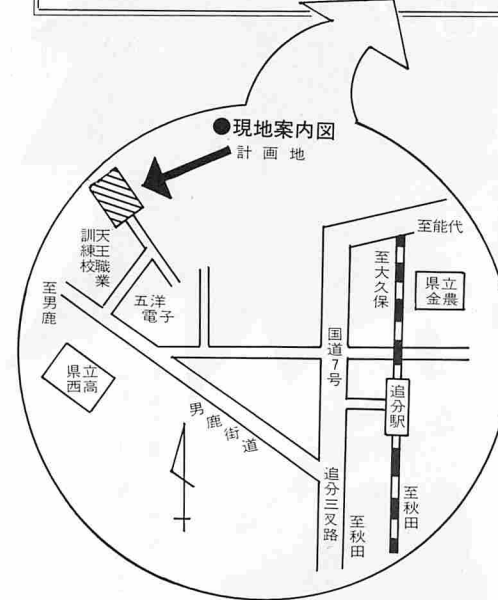 ●現地案内図
計画地
天王職業
訓練校
至男鹿
五洋
電子
県立
西高
男鹿街道
国道7号
至能代
至大久保
県立
金農
追分駅
追分三叉路
至秋田
至秋田